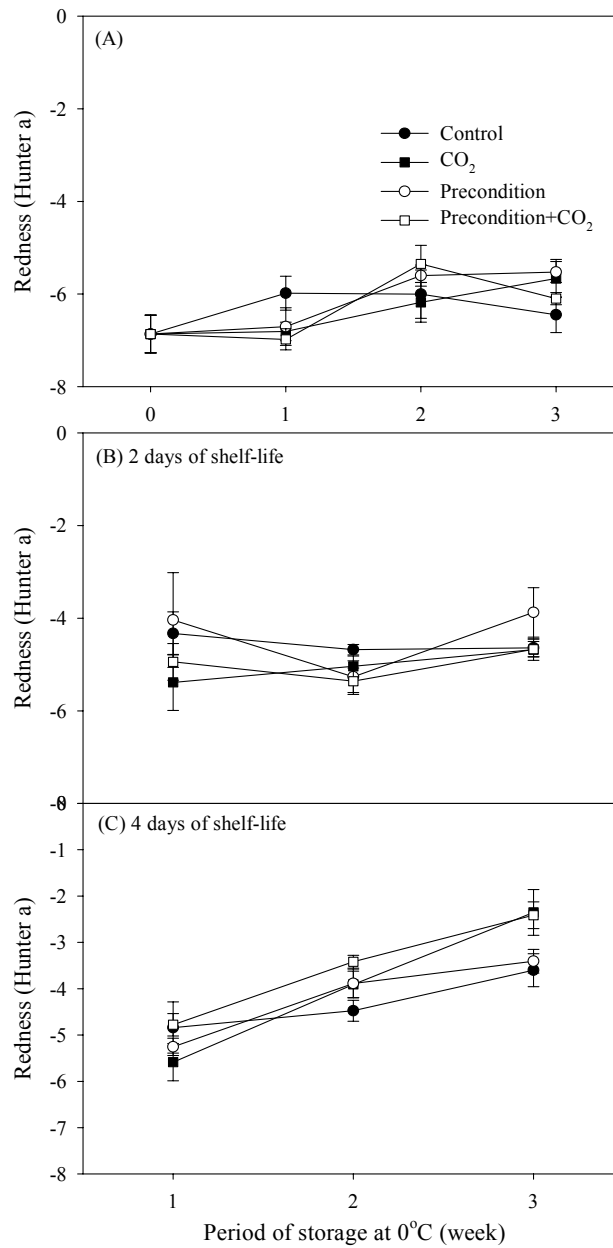 0
(A)
-2
Control
CO₂
Precondition
Precondition+CO₂
-4
-6
-8
Redness (Hunter a)
0 1 2 3
0
(B) 2 days of shelf-life
-2
-4
-6
-8
Redness (Hunter a)
0
(C) 4 days of shelf-life
-1
-2
-3
-4
-5
-6
-7
-8
Redness (Hunter a)
1 2 3
Period of storage at 0°C (week)